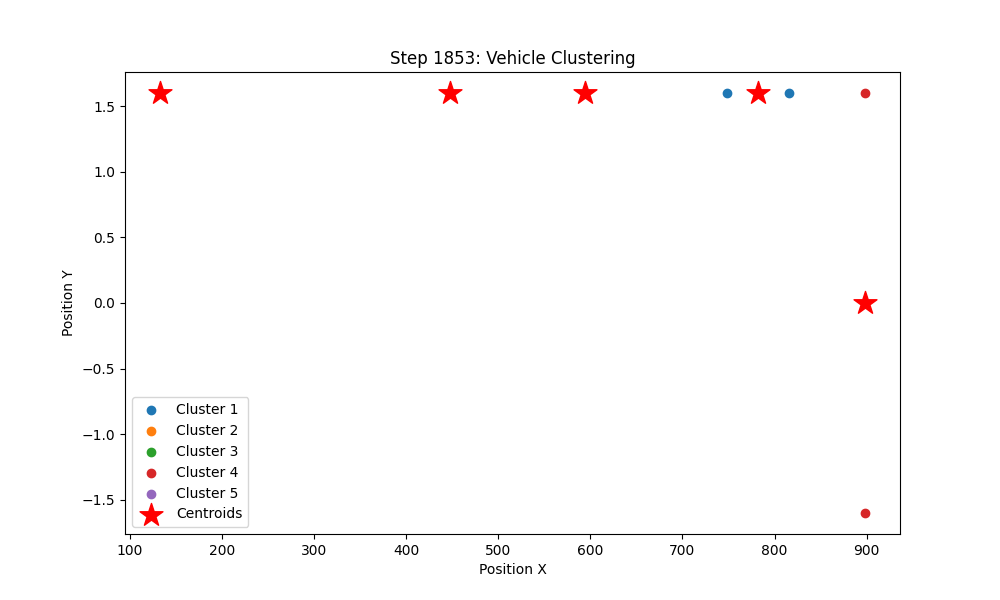 Step 1853: Vehicle Clustering
Position Y
1.5
1.0
0.5
0.0
−0.5
−1.0
−1.5
Cluster 1
Cluster 2
Cluster 3
Cluster 4
Cluster 5
Centroids
100 200 300 400 500 600 700 800 900
Position X